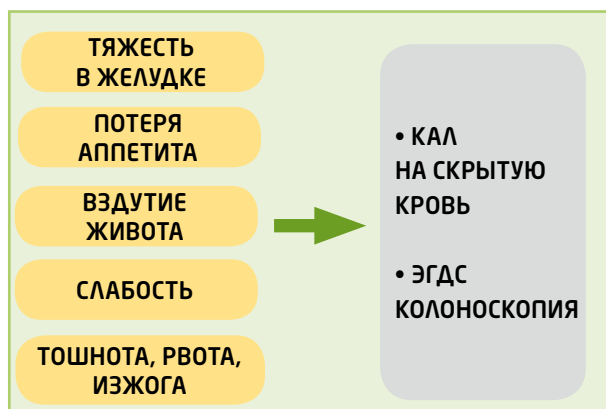 ТЯЖЕСТЬ
В ЖЕЛУДКЕ
ПОТЕРЯ
АППЕТИТА
ВЗДУТИЕ
ЖИВОТА
СЛАБОСТЬ
ТОШНОТА, РВОТА,
ИЗЖОГА
• КАЛ
НА СКРЫТУЮ
КРОВЬ
• ЭГДС
КОЛОНОСКОПИЯ